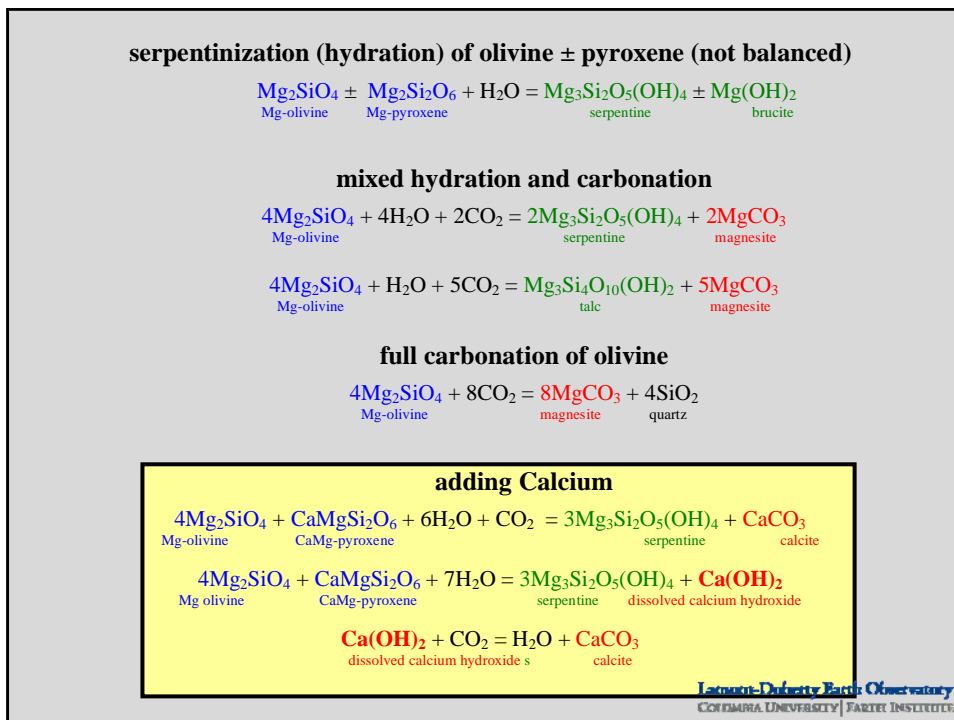 serpentinization (hydration) of olivine ± pyroxene (not balanced)
Mg₂SiO₄ ± Mg₂Si₂O₆ + H₂O = Mg₃Si₂O₅(OH)₄ ± Mg(OH)₂
Mg-olivine Mg-pyroxene serpentine brucite
mixed hydration and carbonation
4Mg₂SiO₄ + 4H₂O + 2CO₂ = 2Mg₃Si₂O₅(OH)₄ + 2MgCO₃
Mg-olivine serpentine magnesite
4Mg₂SiO₄ + H₂O + 5CO₂ = Mg₃Si₄O₁₀(OH)₂ + 5MgCO₃
Mg-olivine talc magnesite
full carbonation of olivine
4Mg₂SiO₄ + 8CO₂ = 8MgCO₃ + 4SiO₂
Mg-olivine magnesite quartz
adding Calcium
4Mg₂SiO₄ + CaMgSi₂O₆ + 6H₂O + CO₂ = 3Mg₃Si₂O₅(OH)₄ + CaCO₃
Mg-olivine CaMg-pyroxene serpentine calcite
4Mg₂SiO₄ + CaMgSi₂O₆ + 7H₂O = 3Mg₃Si₂O₅(OH)₄ + Ca(OH)₂
Mg olivine CaMg-pyroxene serpentine dissolved calcium hydroxide
Ca(OH)₂ + CO₂ = H₂O + CaCO₃
dissolved calcium hydroxide s calcite
Lamont-Doherty Earth Observatory
COLUMBIA UNIVERSITY | EARTH INSTITUTE